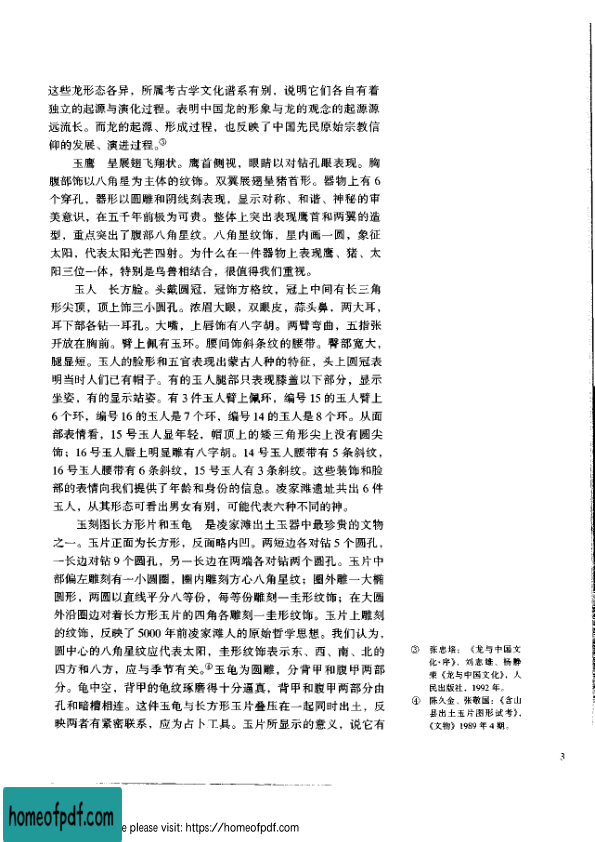 这些龙形态各异，所属考古学文化谱系有别，说明它们各自有着
独立的起源与演化过程。表明中国龙的形象与龙的观念的起源源
远流长。而龙的起源、形成过程，也反映了中国先民原始宗教信
仰的发展、演进过程。③
玉鹰　呈展翅飞翔状。鹰首侧视，眼睛以对钻孔眼表现。胸
腹部饰以八角星为主体的纹饰。双翼展翅呈猪首形。器物上有 6
个穿孔，器形以圆雕和阴线刻表现，显示对称、和谐、神秘的审
美意识，在五千年前极为可贵。整体上突出表现鹰首和两翼的造
型，重点突出了腹部八角星纹。八角星纹饰，星内画一圆，象征
太阳，代表太阳光芒四射。为什么在一件器物上表现鹰、猪、太
阳三位一体，特别是鸟兽相结合，很值得我们重视。
玉人　长方脸。头戴圆冠，冠饰方格纹，冠上中间有长三角
形尖顶，顶上饰三小圆孔。浓眉大眼，双眼皮，蒜头鼻，两大耳，
耳下部各钻一耳孔。大嘴，上唇饰有八字胡。两臂弯曲，五指张
开放在胸前。臂上佩有玉环。腰间饰斜条纹的腰带。臀部宽大，
腿显短。玉人的脸形和五官表现出蒙古人种的特征，头上圆冠表
明当时人们已有帽子。有的玉人腿部只表现膝盖以下部分，显示
坐姿，有的显示站姿。有 3 件玉人臂上佩环，编号 15 的玉人臂上
6 个环，编号 16 的玉人是 7 个环，编号 14 的玉人是 8 个环。从面
部表情看，15 号玉人显年轻，帽顶上的矮三角形尖上没有圆尖
饰；16 号玉人唇上明显雕有八字胡。14 号玉人腰带有 5 条斜纹，
16 号玉人腰带有 6 条斜纹，15 号玉人有 3 条斜纹。这些装饰和脸
部的表情向我们提供了年龄和身份的信息。凌家滩遗址共出 6 件
玉人，从其形态可看出男女有别，可能代表六种不同的神。
玉刻图长方形片和玉龟　是凌家滩出土玉器中最珍贵的文物
之一。玉片正面为长方形，反面略内凹。两短边各对钻 5 个圆孔，
一长边对钻 9 个圆孔，另一长边在两端各对钻两个圆孔。玉片中
部偏左雕刻有一小圆圈，圈内雕刻方心八角星纹；圈外雕一大椭
圆形，两圆以直线平分八等份，每等份雕刻一圭形纹饰；在大圆
外沿圈边对着长方形玉片的四角各雕刻一圭形纹饰。玉片上雕刻
的纹饰，反映了 5000 年前凌家滩人的原始哲学思想。我们认为，
圆中心的八角星纹应代表太阳，圭形纹饰表示东、西、南、北的
四方和八方，应与季节有关。④玉龟为圆雕，分背甲和腹甲两部
分。龟中空，背甲的龟纹琢磨得十分逼真，背甲和腹甲两部分由
孔和暗槽相连。这件玉龟与长方形玉片叠压在一起同时出土，反
映两者有紧密联系，应为占卜工具。玉片所显示的意义，说它有
③　张忠培：《龙与中国文
化·序》，刘志雄、杨静
荣《龙与中国文化》，人
民出版社，1992 年。
④　陈久金、张敬国：《含山
县出土玉片图形试考》，
《文物》1989 年 4 期。
3
homeofpdf.com
e please visit: https://homeofpdf.com